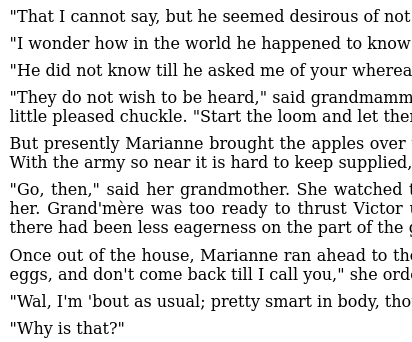 "That I cannot say, but he seemed desirous of not
"I wonder how in the world he happened to know
"He did not know till he asked me of your
"They do not wish to be heard," said
little pleased chuckle. "Start the loom and let
But presently Marianne brought the apples over
With the army so near it is hard to keep supplied,
"Go, then," said her grandmother. She watched
her. Grand'mère was too ready to thrust Victor
there had been less eagerness on the part of the
Once out of the house, Marianne ran ahead to the
eggs, and don't come back till I call you," she
"Wal, I'm 'bout as usual; pretty smart in body,
"Why is that?"